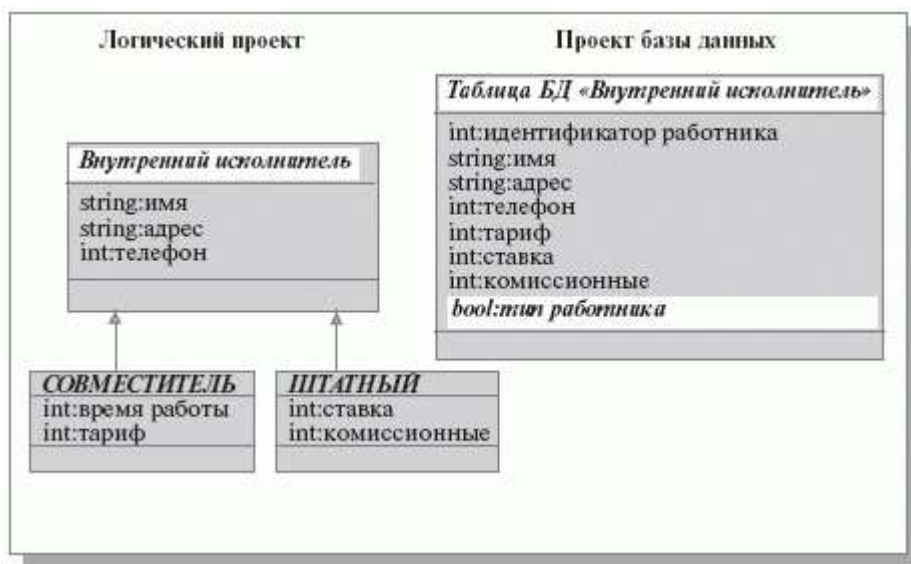 Логический проект
Проект базы данных
Внутренний исполнитель
string:имя
string:адрес
int:телефон
СОВМЕСТИТЕЛЬ
int:время работы
int:тариф
ШТАТНЫЙ
int:ставка
int:комиссионные
Таблица БД «Внутренний исполнитель»
int:идентификатор работника
string:имя
string:адрес
int:телефон
int:тариф
int:ставка
int:комиссионные
bool:тип работника